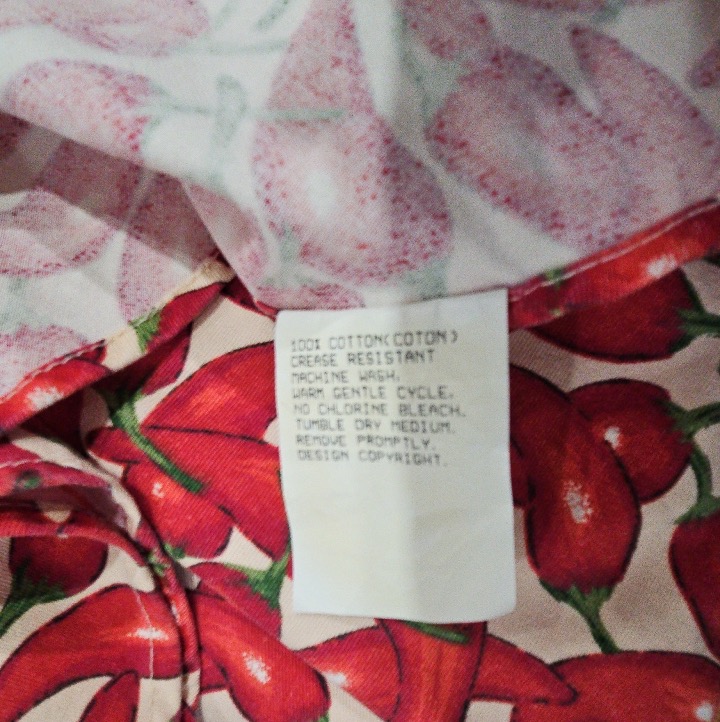 100% COTTON(COTON)
CREASE RESISTANT
MACHINE WASH.
WARM GENTLE CYCLE.
NO CHLORINE BLEACH.
TUMBLE DRY MEDIUM.
REMOVE PROMPTLY.
DESIGN COPYRIGHT.